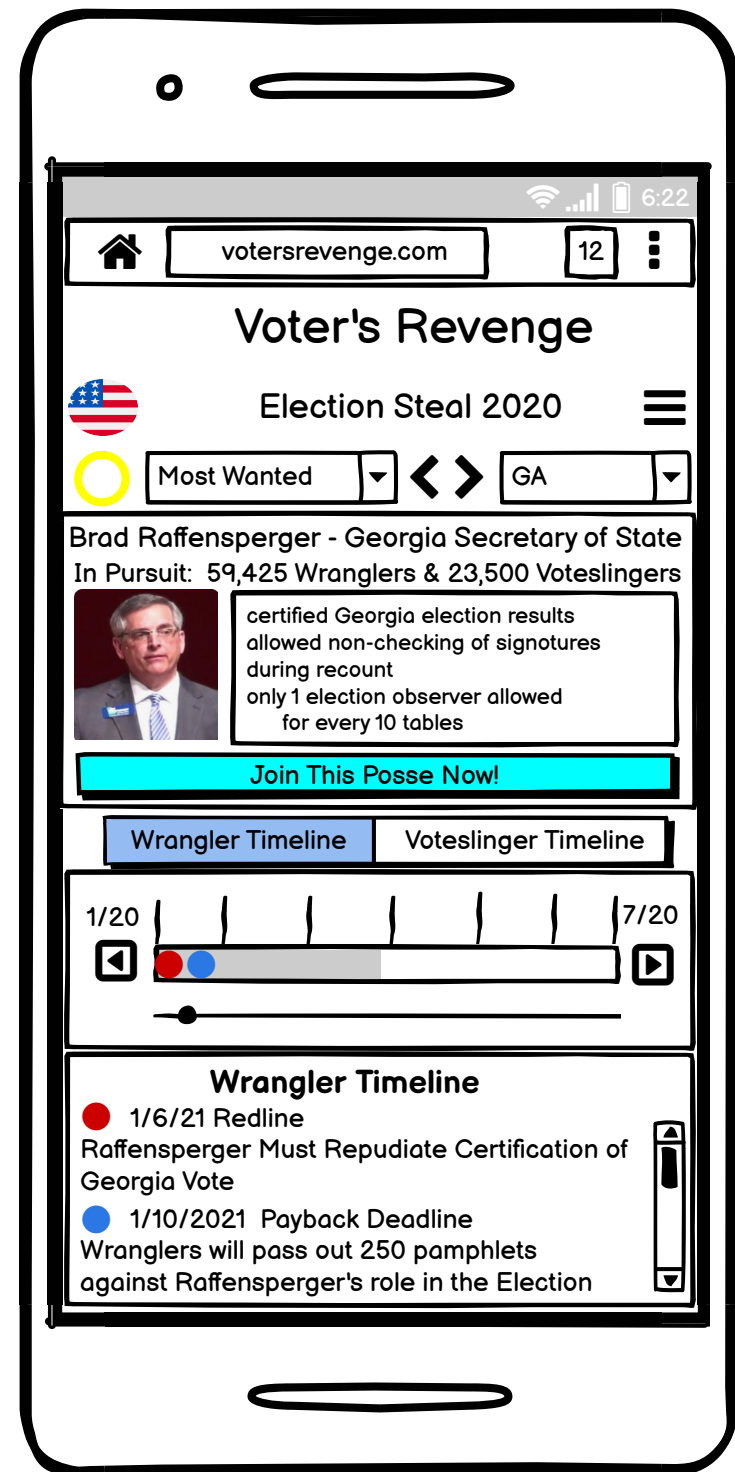 6:22
votersrevenge.com
12
Voter's Revenge
Election Steal 2020
Most Wanted
GA
Brad Raffensperger - Georgia Secretary of State
In Pursuit: 59,425 Wranglers & 23,500 Voteslingers
certified Georgia election results
allowed non-checking of signotures
during recount
only 1 election observer allowed
for every 10 tables
Join This Posse Now!
Wrangler Timeline
Voteslinger Timeline
1/20
7/20
Wrangler Timeline
1/6/21 Redline
Raffensperger Must Repudiate Certification of
Georgia Vote
1/10/2021 Payback Deadline
Wranglers will pass out 250 pamphlets
against Raffensperger's role in the Election